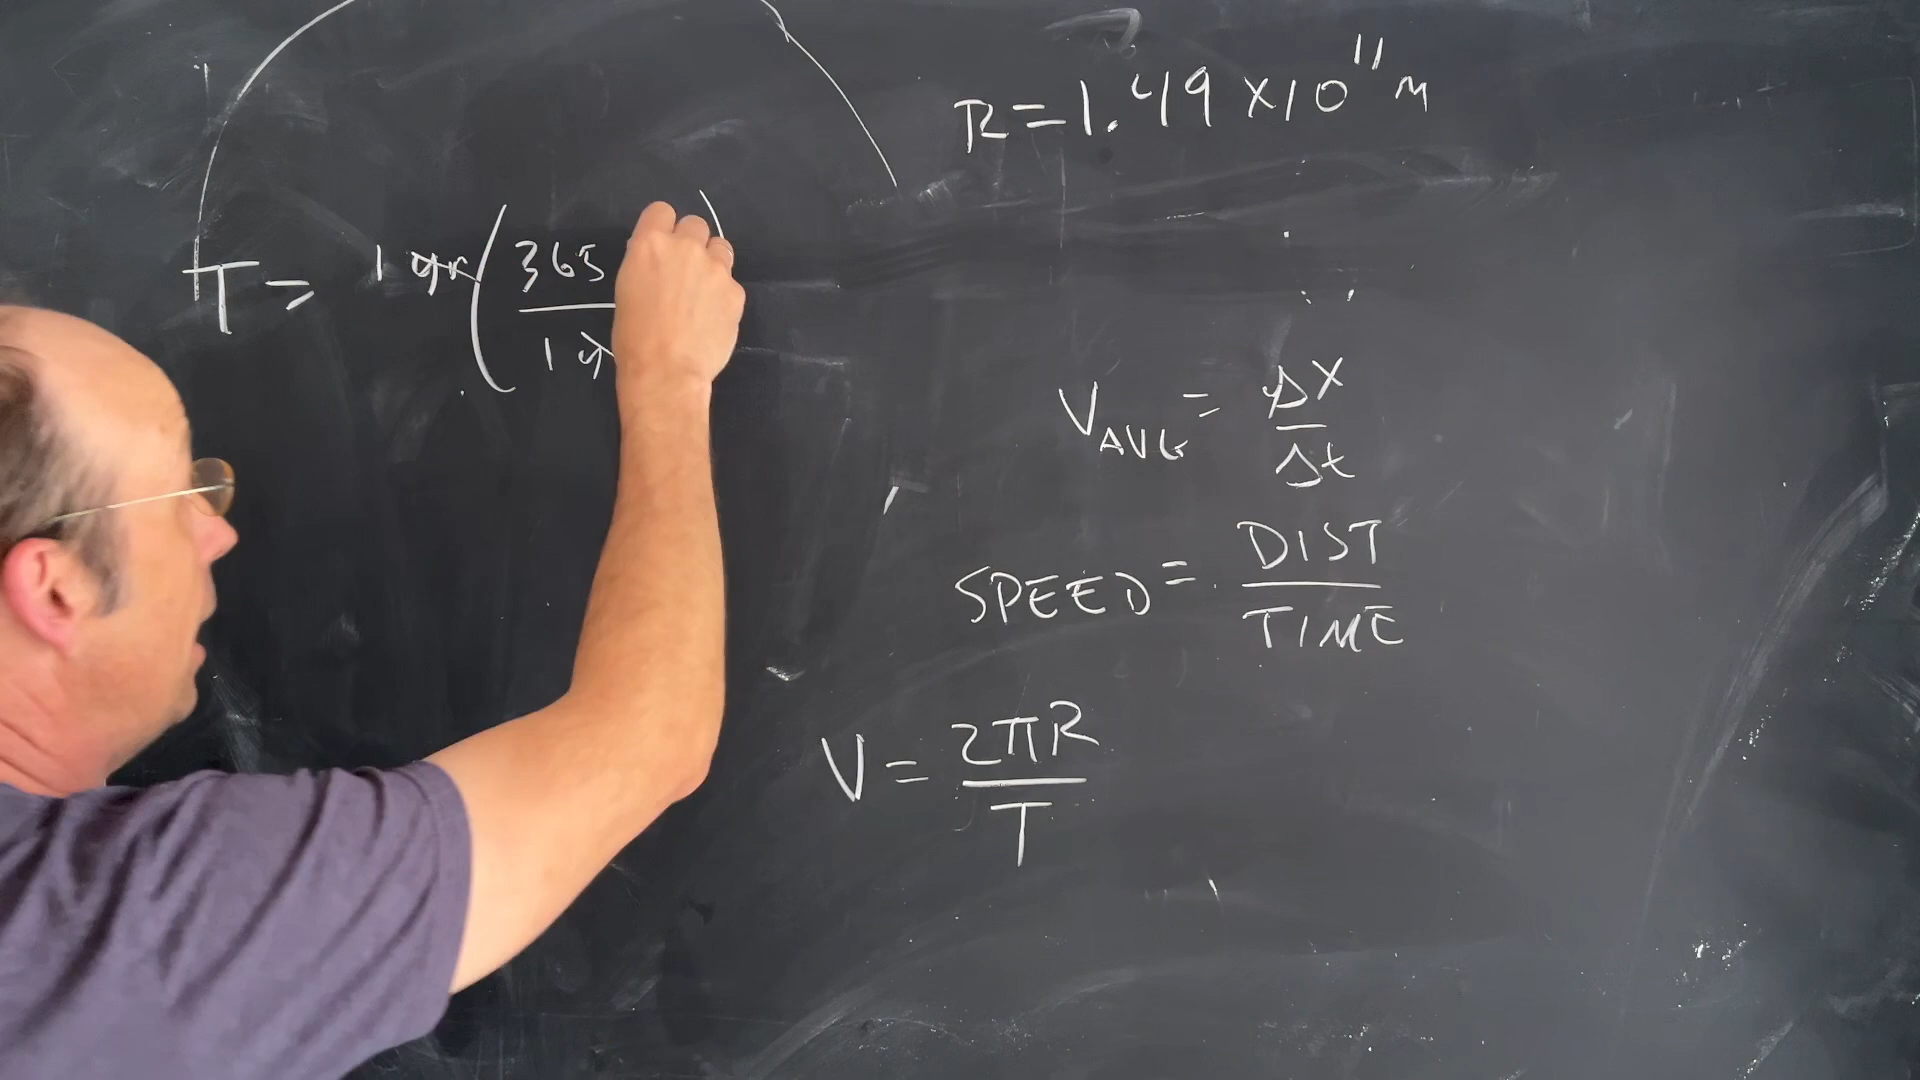 R = 1.49 × 10¹¹ m
T = 1 yr ( 365 / 1 y )
V_AVG = Δx / Δt
SPEED = DIST / TIME
V = 2πR / T